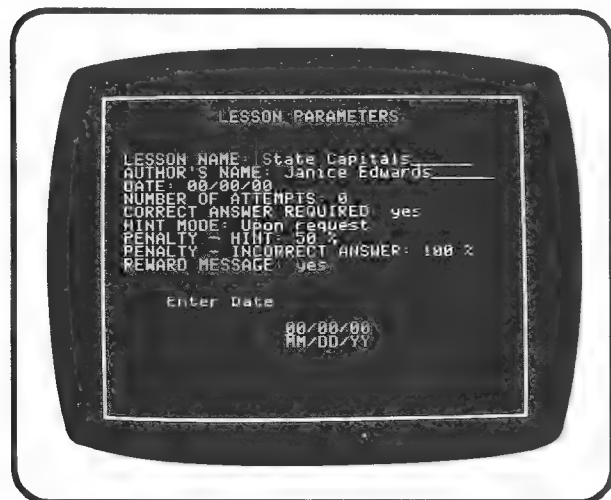 LESSON PARAMETERS
LESSON NAME: State Capitals
AUTHOR'S NAME: Janice Edwards
DATE: 00/00/00
NUMBER OF ATTEMPTS: 0
CORRECT ANSWER REQUIRED: yes
HINT MODE: Upon request
PENALTY - HINT: 50 %
PENALTY - INCORRECT ANSWER: 100 %
REWARD MESSAGE: yes
Enter Date
00/00/00
MM/DD/YY